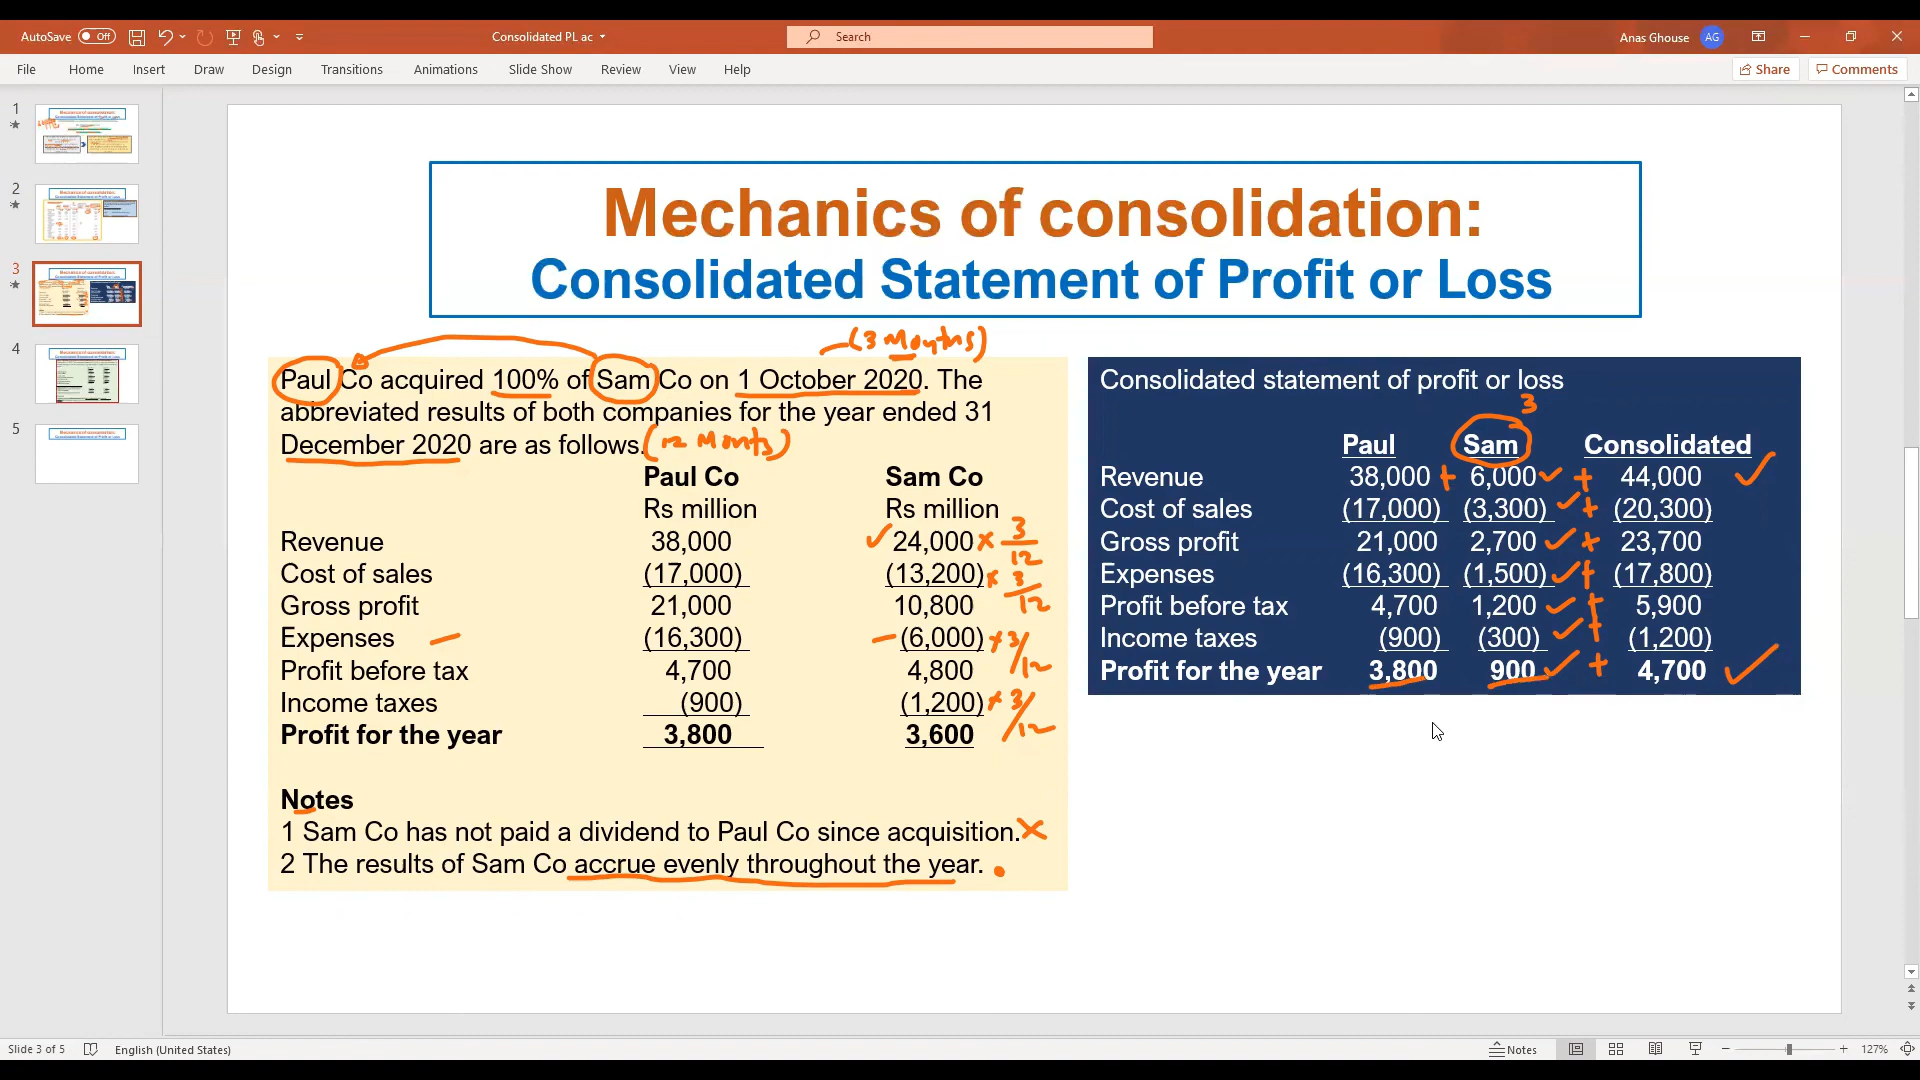 AutoSave Off Consolidated PL ac Search Anas Ghouse AG
File Home Insert Draw Design Transitions Animations Slide Show Review View Help Share Comments
1
2
3
4
5
Mechanics of consolidation:
Consolidated Statement of Profit or Loss
(3 Months)
Paul Co acquired 100% of Sam Co on 1 October 2020. The
abbreviated results of both companies for the year ended 31
December 2020 are as follows. (12 Months)
Paul Co Sam Co
Rs million Rs million
Revenue 38,000 24,000 × 3/12
Cost of sales (17,000) (13,200) × 3/12
Gross profit 21,000 10,800
Expenses (16,300) (6,000) × 3/12
Profit before tax 4,700 4,800
Income taxes (900) (1,200) × 3/12
Profit for the year 3,800 3,600
Notes
1 Sam Co has not paid a dividend to Paul Co since acquisition.
2 The results of Sam Co accrue evenly throughout the year.
Consolidated statement of profit or loss
3
Paul Sam Consolidated
Revenue 38,000 + 6,000 + 44,000
Cost of sales (17,000) (3,300) + (20,300)
Gross profit 21,000 2,700 + 23,700
Expenses (16,300) (1,500) + (17,800)
Profit before tax 4,700 1,200 + 5,900
Income taxes (900) (300) + (1,200)
Profit for the year 3,800 900 + 4,700
Slide 3 of 5 English (United States) Notes 127%